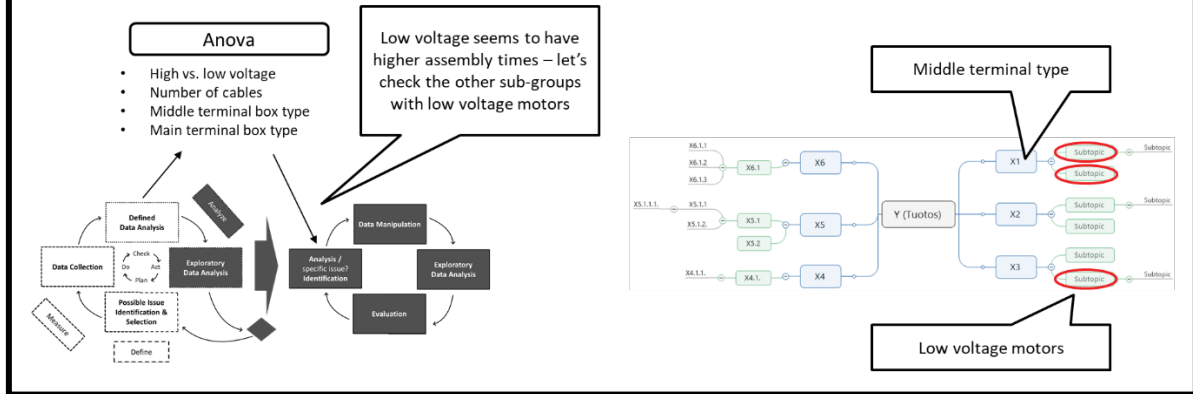 Anova
• High vs. low voltage
• Number of cables
• Middle terminal box type
• Main terminal box type
Low voltage seems to have
higher assembly times – let's
check the other sub-groups
with low voltage motors
Analyze
Defined
Data Analysis
Data Collection
Check
Do
Act
Plan
Exploratory
Data Analysis
Possible Issue
Identification &
Selection
Measure
Define
Data Manipulation
Analysis /
specific issue?
Identification
Exploratory
Data Analysis
Evaluation
Middle terminal type
X6.1.1
X6.1.2
X6.1.3
X6.1
X6
X5.1.1.1.
X5.1.1
X5.1.2.
X5.1
X5.2
X5
X4.1.1.
X4.1.
X4
Y (Tuotos)
X1
Subtopic
Subtopic
Subtopic
X2
Subtopic
Subtopic
X3
Subtopic
Subtopic
Subtopic
Low voltage motors